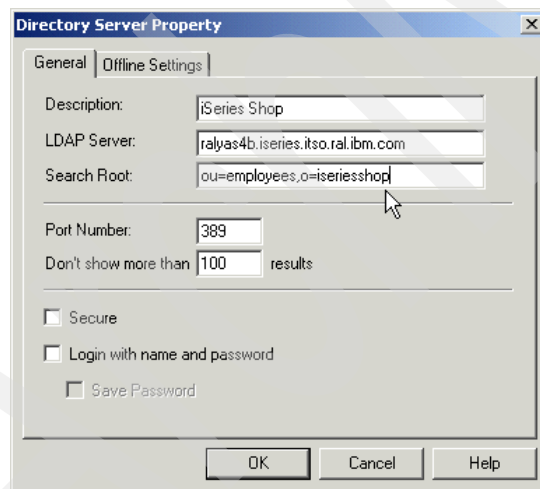 Directory Server Property
General Offline Settings
Description: iSeries Shop
LDAP Server: ralyas4b.iseries.itso.ral.ibm.com
Search Root: ou=employees,o=iseriesshop
Port Number: 389
Don't show more than 100 results
Secure
Login with name and password
Save Password
OK Cancel Help